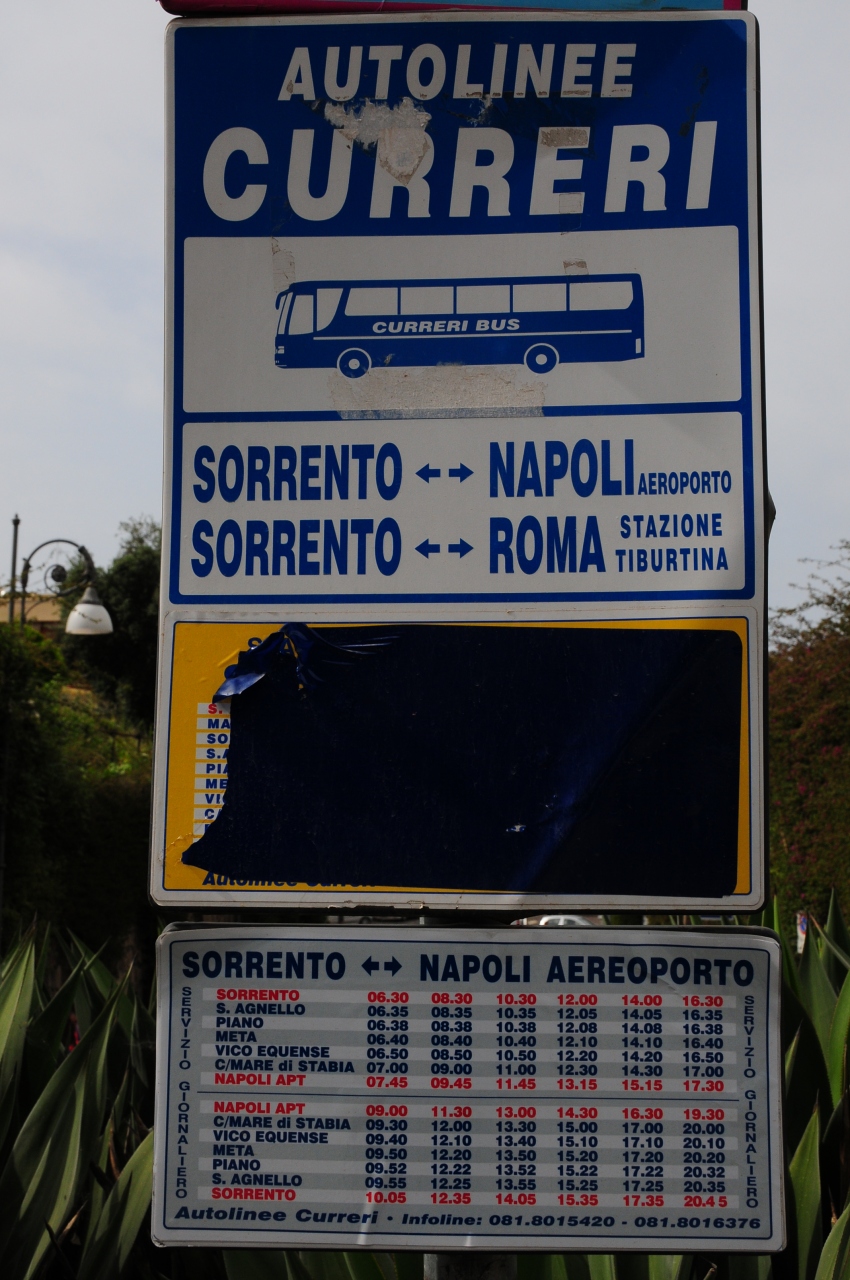 AUTOLINEE
CURRERI
CURRERI BUS
SORRENTO ↔ NAPOLI AEROPORTO
SORRENTO ↔ ROMA STAZIONE TIBURTINA
S
S.
MA
SO
S.A
PIA
ME
VIC
C
Autolinee Curreri
SORRENTO ↔ NAPOLI AEREOPORTO
SERVIZIO GIORNALIERO
SORRENTO 06.30 08.30 10.30 12.00 14.00 16.30
S. AGNELLO 06.35 08.35 10.35 12.05 14.05 16.35
PIANO 06.38 08.38 10.38 12.08 14.08 16.38
META 06.40 08.40 10.40 12.10 14.10 16.40
VICO EQUENSE 06.50 08.50 10.50 12.20 14.20 16.50
C/MARE di STABIA 07.00 09.00 11.00 12.30 14.30 17.00
NAPOLI APT 07.45 09.45 11.45 13.15 15.15 17.30
NAPOLI APT 09.00 11.30 13.00 14.30 16.30 19.30
C/MARE di STABIA 09.30 12.00 13.30 15.00 17.00 20.00
VICO EQUENSE 09.40 12.10 13.40 15.10 17.10 20.10
META 09.50 12.20 13.50 15.20 17.20 20.20
PIANO 09.52 12.22 13.52 15.22 17.22 20.32
S. AGNELLO 09.55 12.25 13.55 15.25 17.25 20.35
SORRENTO 10.05 12.35 14.05 15.35 17.35 20.45
SERVIZIO GIORNALIERO
Autolinee Curreri · Infoline: 081.8015420 - 081.8016376